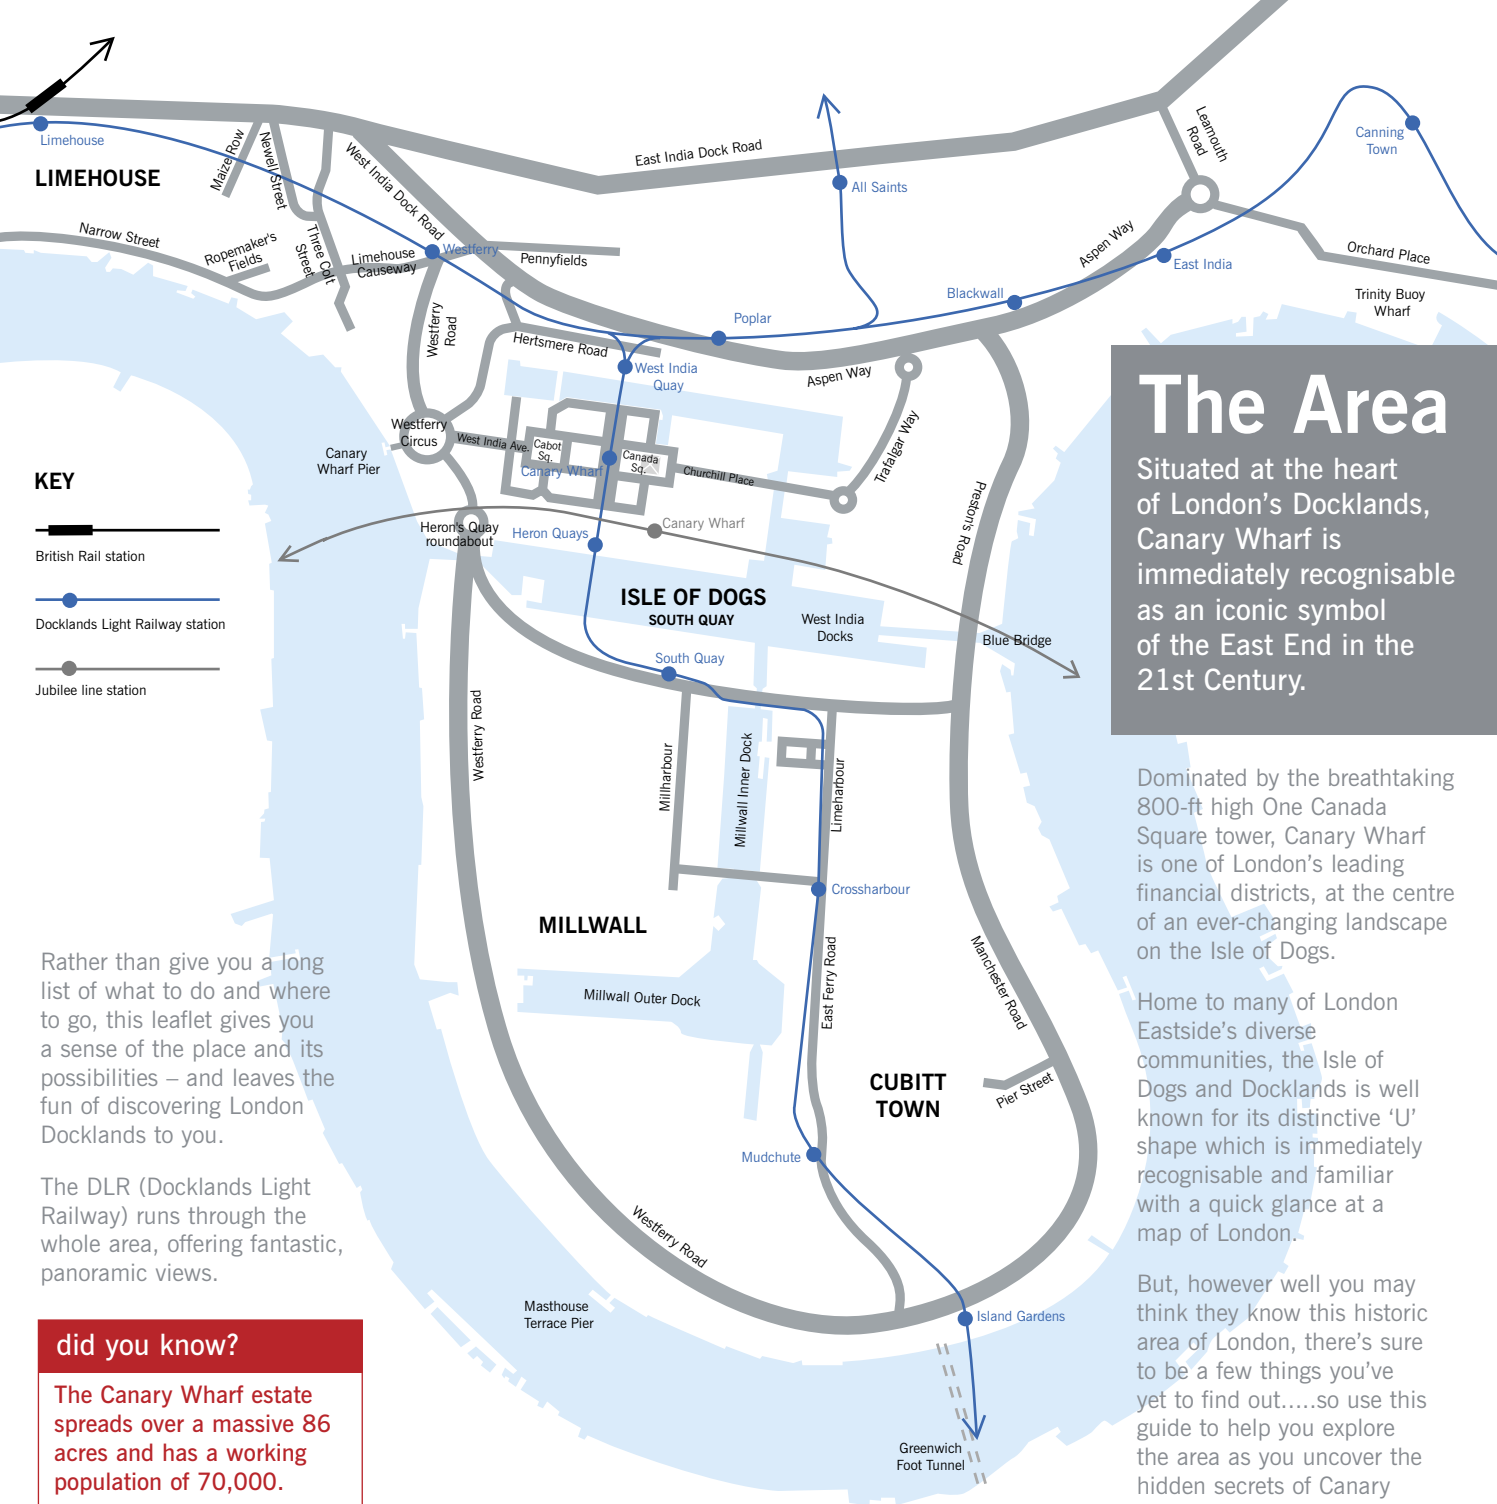 Limehouse
LIMEHOUSE
Maize Row
Newell Street
West India Dock Road
East India Dock Road
All Saints
Leamouth
Road
Canning
Town
Narrow Street
Ropemaker's
Fields
Three Colt
Street
Limehouse
Causeway
Westferry
Pennyfields
Aspen Way
East India
Orchard Place
Trinity Buoy
Wharf
Blackwall
Poplar
Westferry
Road
Hertsmere Road
West India
Quay
Aspen Way
Trafalgar Way
Westferry
Circus
West India Ave.
Cabot
Sq.
Canada
Sq.
Canary Wharf
Churchill Place
Canary
Wharf Pier
Preston's Road
Heron's Quay
roundabout
Heron Quays
Canary Wharf
ISLE OF DOGS
SOUTH QUAY
West India
Docks
Blue Bridge
South Quay
Westferry Road
Millharbour
Millwall Inner Dock
Limeharbour
Crossharbour
MILLWALL
Millwall Outer Dock
East Ferry Road
Manchester Road
CUBITT
TOWN
Pier Street
Mudchute
Westferry Road
Masthouse
Terrace Pier
Island Gardens
Greenwich
Foot Tunnel
KEY
British Rail station
Docklands Light Railway station
Jubilee line station
Rather than give you a long
list of what to do and where
to go, this leaflet gives you
a sense of the place and its
possibilities – and leaves the
fun of discovering London
Docklands to you.
The DLR (Docklands Light
Railway) runs through the
whole area, offering fantastic,
panoramic views.
did you know?
The Canary Wharf estate
spreads over a massive 86
acres and has a working
population of 70,000.
The Area
Situated at the heart
of London's Docklands,
Canary Wharf is
immediately recognisable
as an iconic symbol
of the East End in the
21st Century.
Dominated by the breathtaking
800-ft high One Canada
Square tower, Canary Wharf
is one of London's leading
financial districts, at the centre
of an ever-changing landscape
on the Isle of Dogs.
Home to many of London
Eastside's diverse
communities, the Isle of
Dogs and Docklands is well
known for its distinctive 'U'
shape which is immediately
recognisable and familiar
with a quick glance at a
map of London.
But, however well you may
think they know this historic
area of London, there's sure
to be a few things you've
yet to find out.....so use this
guide to help you explore
the area as you uncover the
hidden secrets of Canary